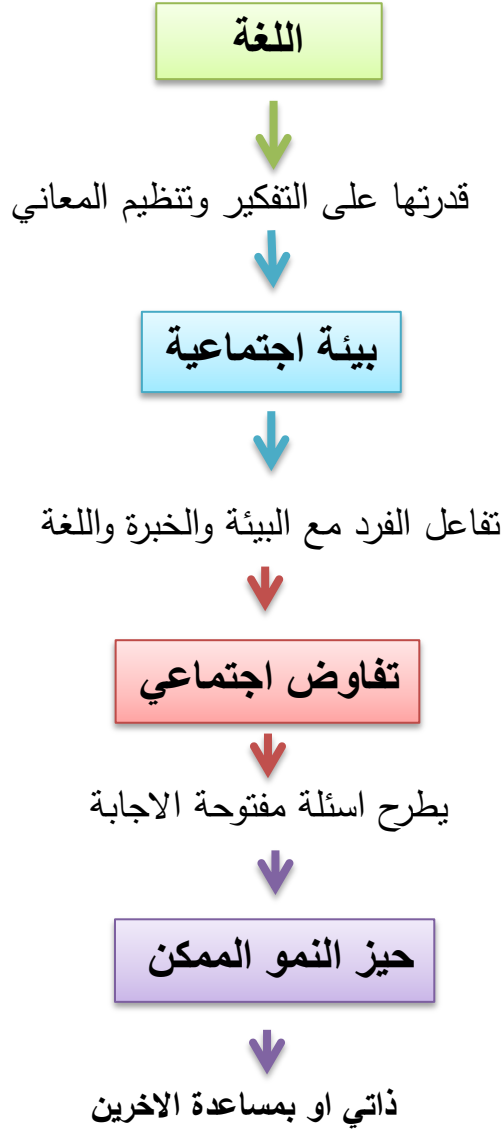 اللغة
قدرتها على التفكير وتنظيم المعاني
بيئة اجتماعية
تفاعل الفرد مع البيئة والخبرة واللغة
تفاوض اجتماعي
يطرح اسئلة مفتوحة الاجابة
حيز النمو الممكن
ذاتي او بمساعدة الاخرين